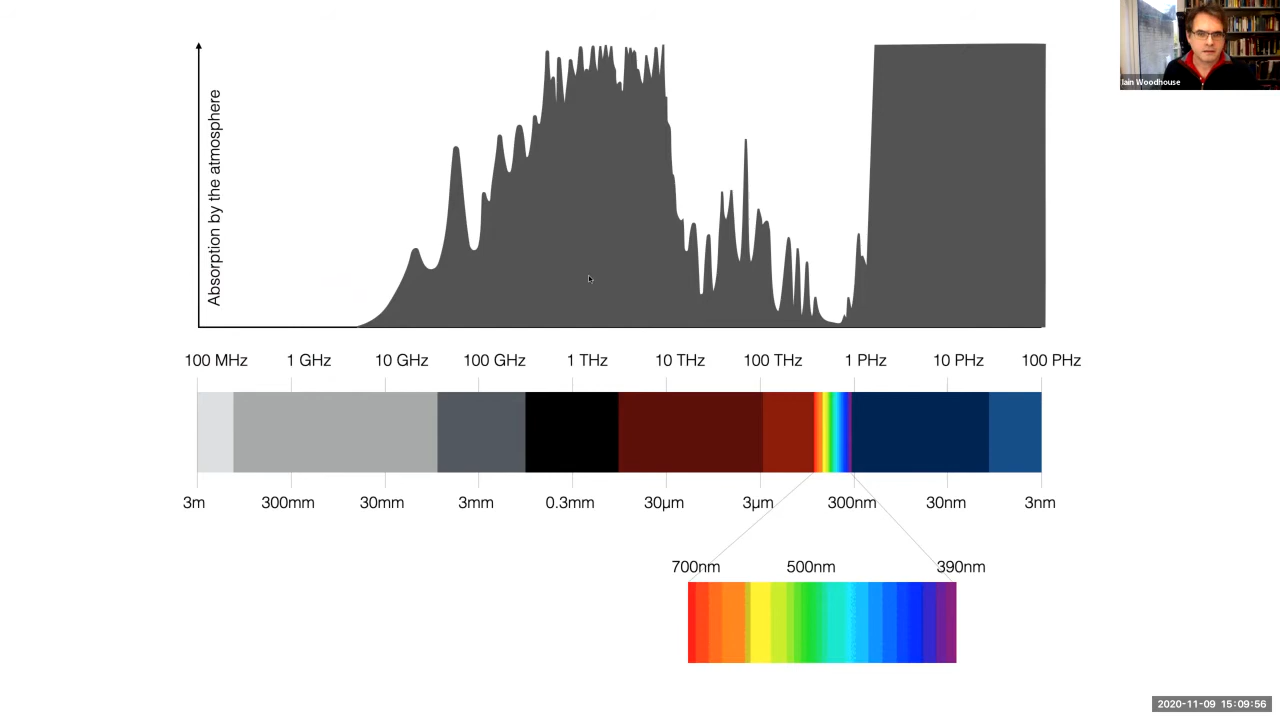 Iain Woodhouse
Absorption by the atmosphere
100 MHz 1 GHz 10 GHz 100 GHz 1 THz 10 THz 100 THz 1 PHz 10 PHz 100 PHz
3m 300mm 30mm 3mm 0.3mm 30µm 3µm 300nm 30nm 3nm
700nm 500nm 390nm
2020-11-09 15:09:56